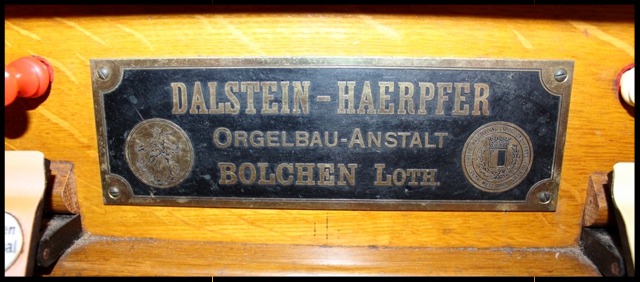 DALSTEIN-HAERPFER
ORGELBAU-ANSTALT
BOLCHEN LOTH.